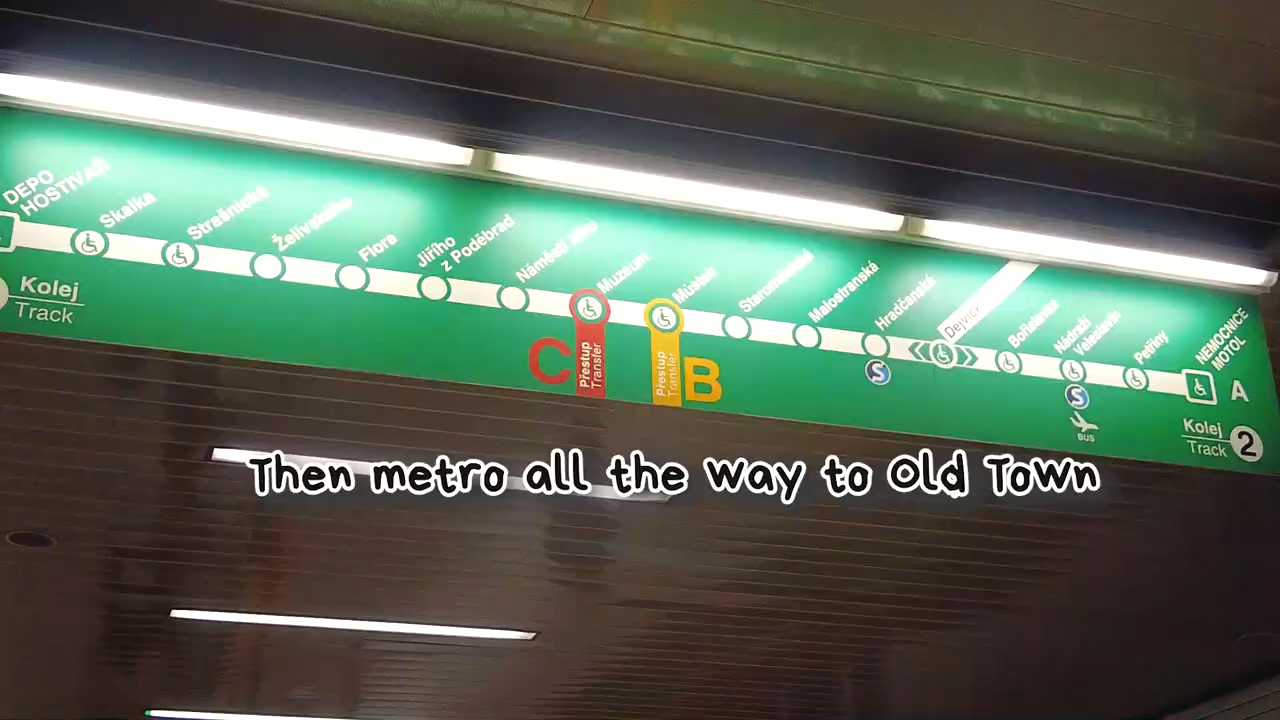 DEPO
HOSTIVAŘ
Skalka
Strašnická
Želivského
Flora
Jiřího
z Poděbrad
Náměstí Míru
Muzeum
Můstek
Staroměstská
Malostranská
Hradčanská
Dejvická
Bořislavka
Nádraží
Veleslavín
Petřiny
NEMOCNICE
MOTOL
A
Kolej
Track
C
Přestup
Transfer
Přestup
Transfer
B
S
S
BUS
Kolej
Track
2
Then metro all the way to Old Town